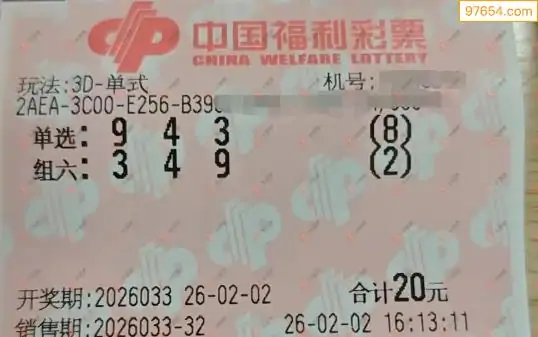 97654.com
中国福利彩票
CHINA WELFARE LOTTERY
玩法:3D-单式 机号:
2AEA-3C00-E256-B39
单选: 9 4 3 (8)
组六: 3 4 9 (2)
开奖期:2026033 26-02-02 合计20元
销售期:2026033-32 26-02-02 16:13:11